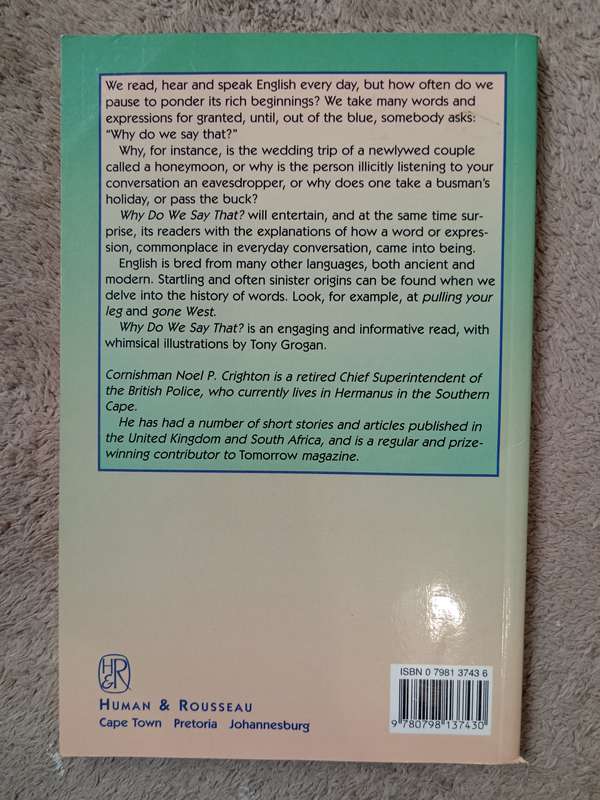 We read, hear and speak English every day, but how often do we
pause to ponder its rich beginnings? We take many words and
expressions for granted, until, out of the blue, somebody asks:
“Why do we say that?”
Why, for instance, is the wedding trip of a newlywed couple
called a honeymoon, or why is the person illicitly listening to your
conversation an eavesdropper, or why does one take a busman’s
holiday, or pass the buck?
Why Do We Say That? will entertain, and at the same time sur-
prise, its readers with the explanations of how a word or expres-
sion, commonplace in everyday conversation, came into being.
English is bred from many other languages, both ancient and
modern. Startling and often sinister origins can be found when we
delve into the history of words. Look, for example, at pulling your
leg and gone West.
Why Do We Say That? is an engaging and informative read, with
whimsical illustrations by Tony Grogan.
Cornishman Noel P. Crighton is a retired Chief Superintendent of
the British Police, who currently lives in Hermanus in the Southern
Cape.
He has had a number of short stories and articles published in
the United Kingdom and South Africa, and is a regular and prize-
winning contributor to Tomorrow magazine.
H
&R
HUMAN & ROUSSEAU
Cape Town Pretoria Johannesburg
ISBN 0 7981 3743 6
9 780798 137430